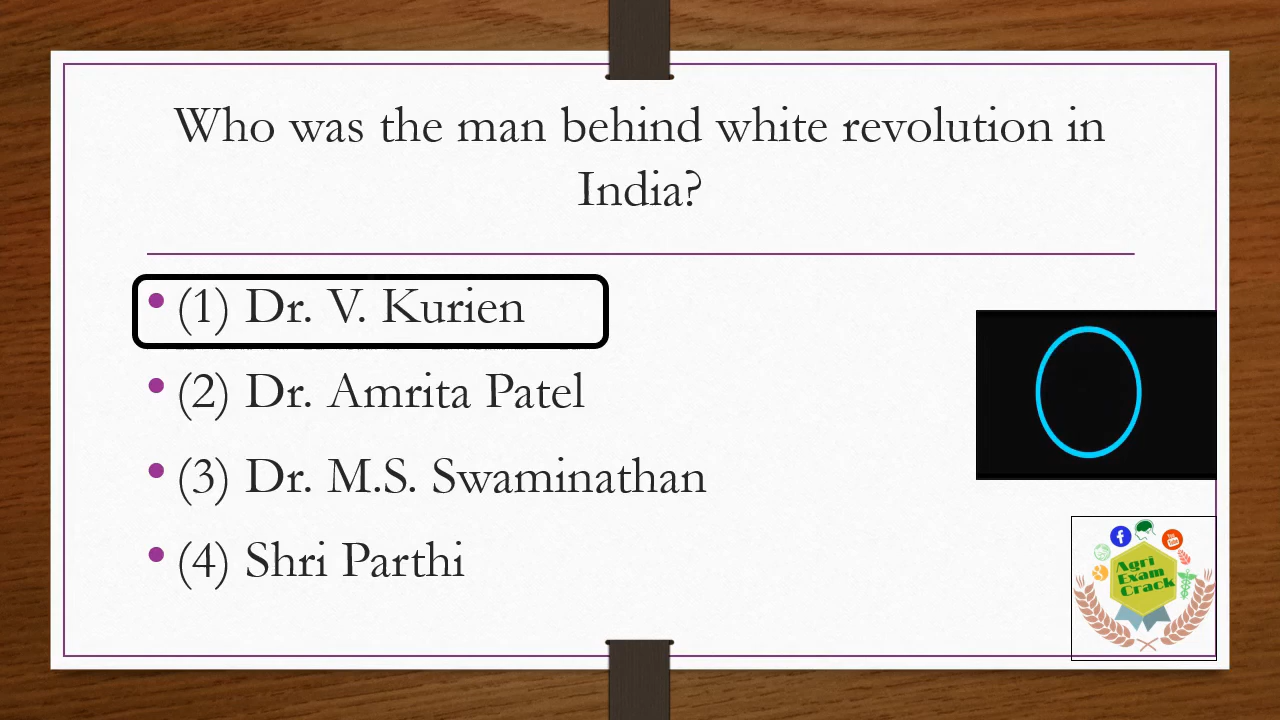 Who was the man behind white revolution in
India?
• (1) Dr. V. Kurien
• (2) Dr. Amrita Patel
• (3) Dr. M.S. Swaminathan
• (4) Shri Parthi
Agri
Exam
Crack